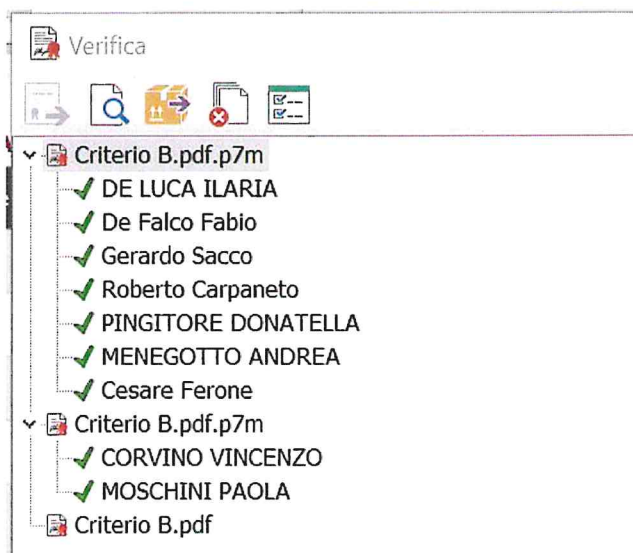 Verifica
Criterio B.pdf.p7m
DE LUCA ILARIA
De Falco Fabio
Gerardo Sacco
Roberto Carpaneto
PINGITORE DONATELLA
MENEGOTTO ANDREA
Cesare Ferone
Criterio B.pdf.p7m
CORVINO VINCENZO
MOSCHINI PAOLA
Criterio B.pdf